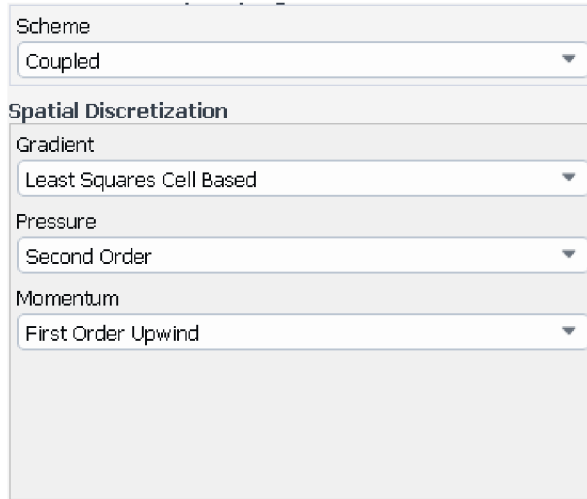 Scheme
Coupled
Spatial Discretization
Gradient
Least Squares Cell Based
Pressure
Second Order
Momentum
First Order Upwind